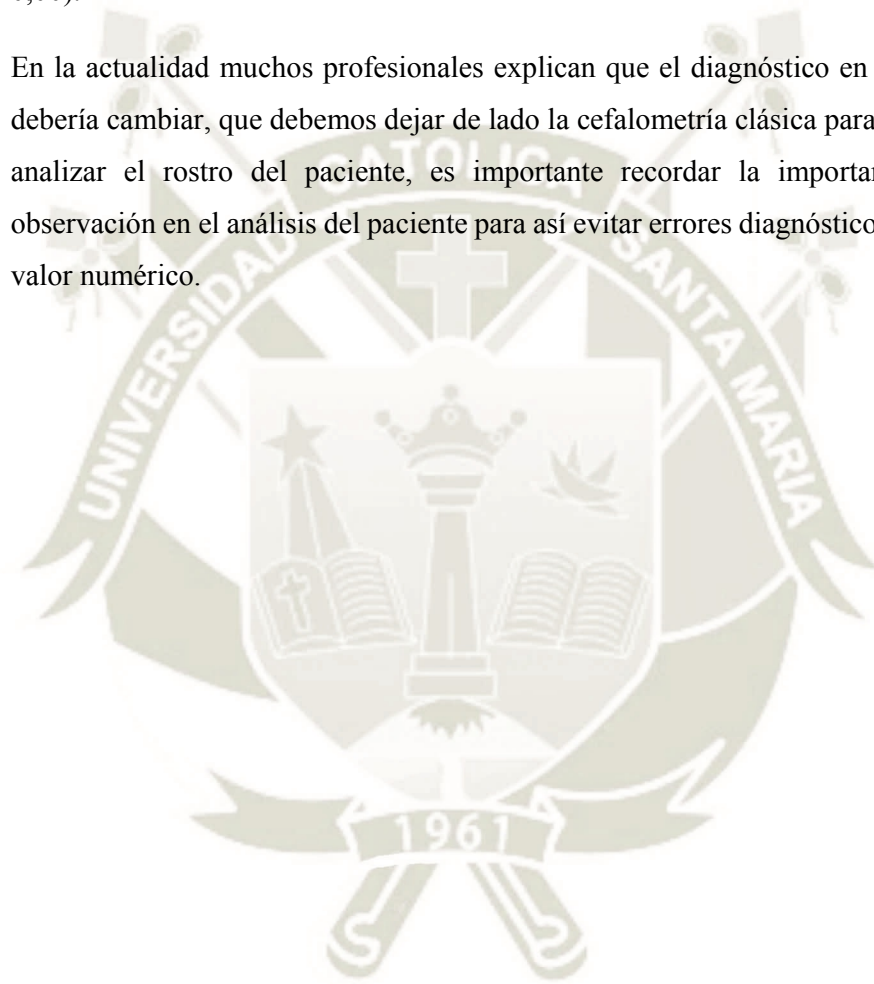 En la actualidad muchos profesionales explican que el diagnóstico en
debería cambiar, que debemos dejar de lado la cefalometría clásica para
analizar el rostro del paciente, es importante recordar la
observación en el análisis del paciente para así evitar errores
valor numérico.
UNIVERSIDAD CATOLICA SANTA MARIA
1961